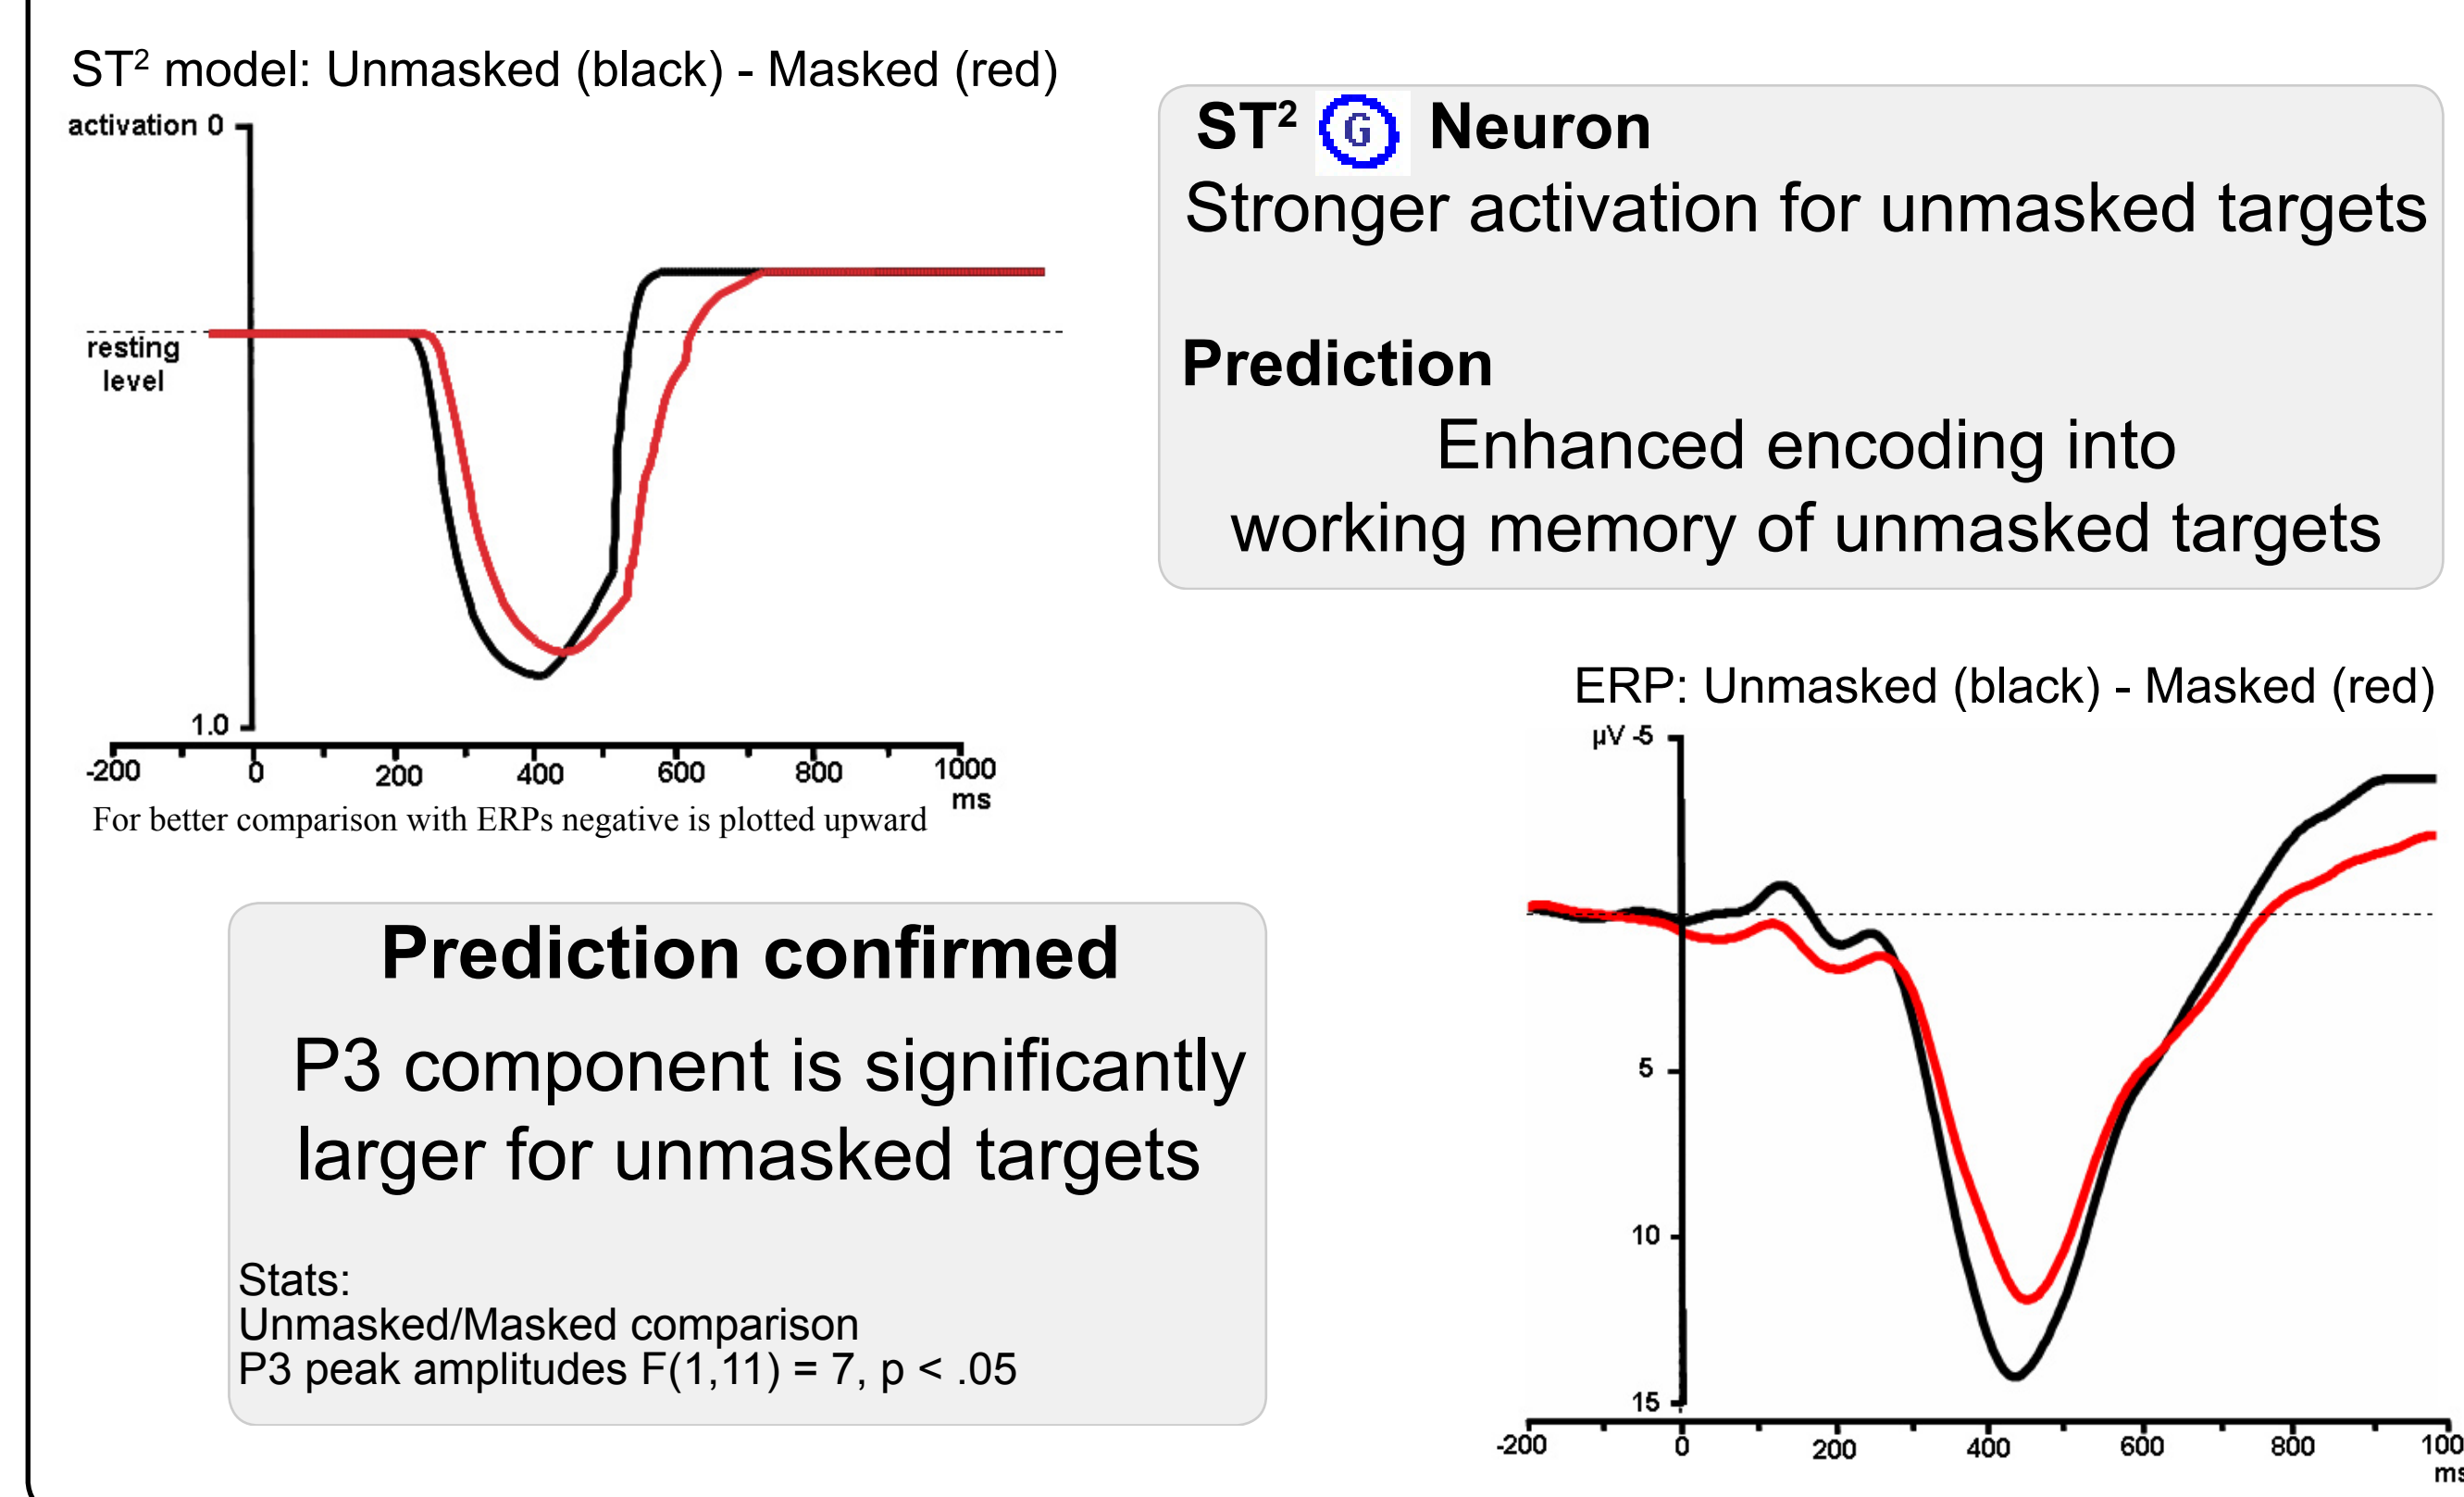 ST² model: Unmasked (black) - Masked (red)
activation 0
resting
level
1.0
-200 0 200 400 600 800 1000
ms
For better comparison with ERPs negative is plotted upward
ST² G Neuron
Stronger activation for unmasked targets
Prediction
Enhanced encoding into
working memory of unmasked targets
Prediction confirmed
P3 component is significantly
larger for unmasked targets
Stats:
Unmasked/Masked comparison
P3 peak amplitudes F(1,11) = 7, p < .05
ERP: Unmasked (black) - Masked (red)
µV -5
5
10
15
-200 0 200 400 600 800 100
ms